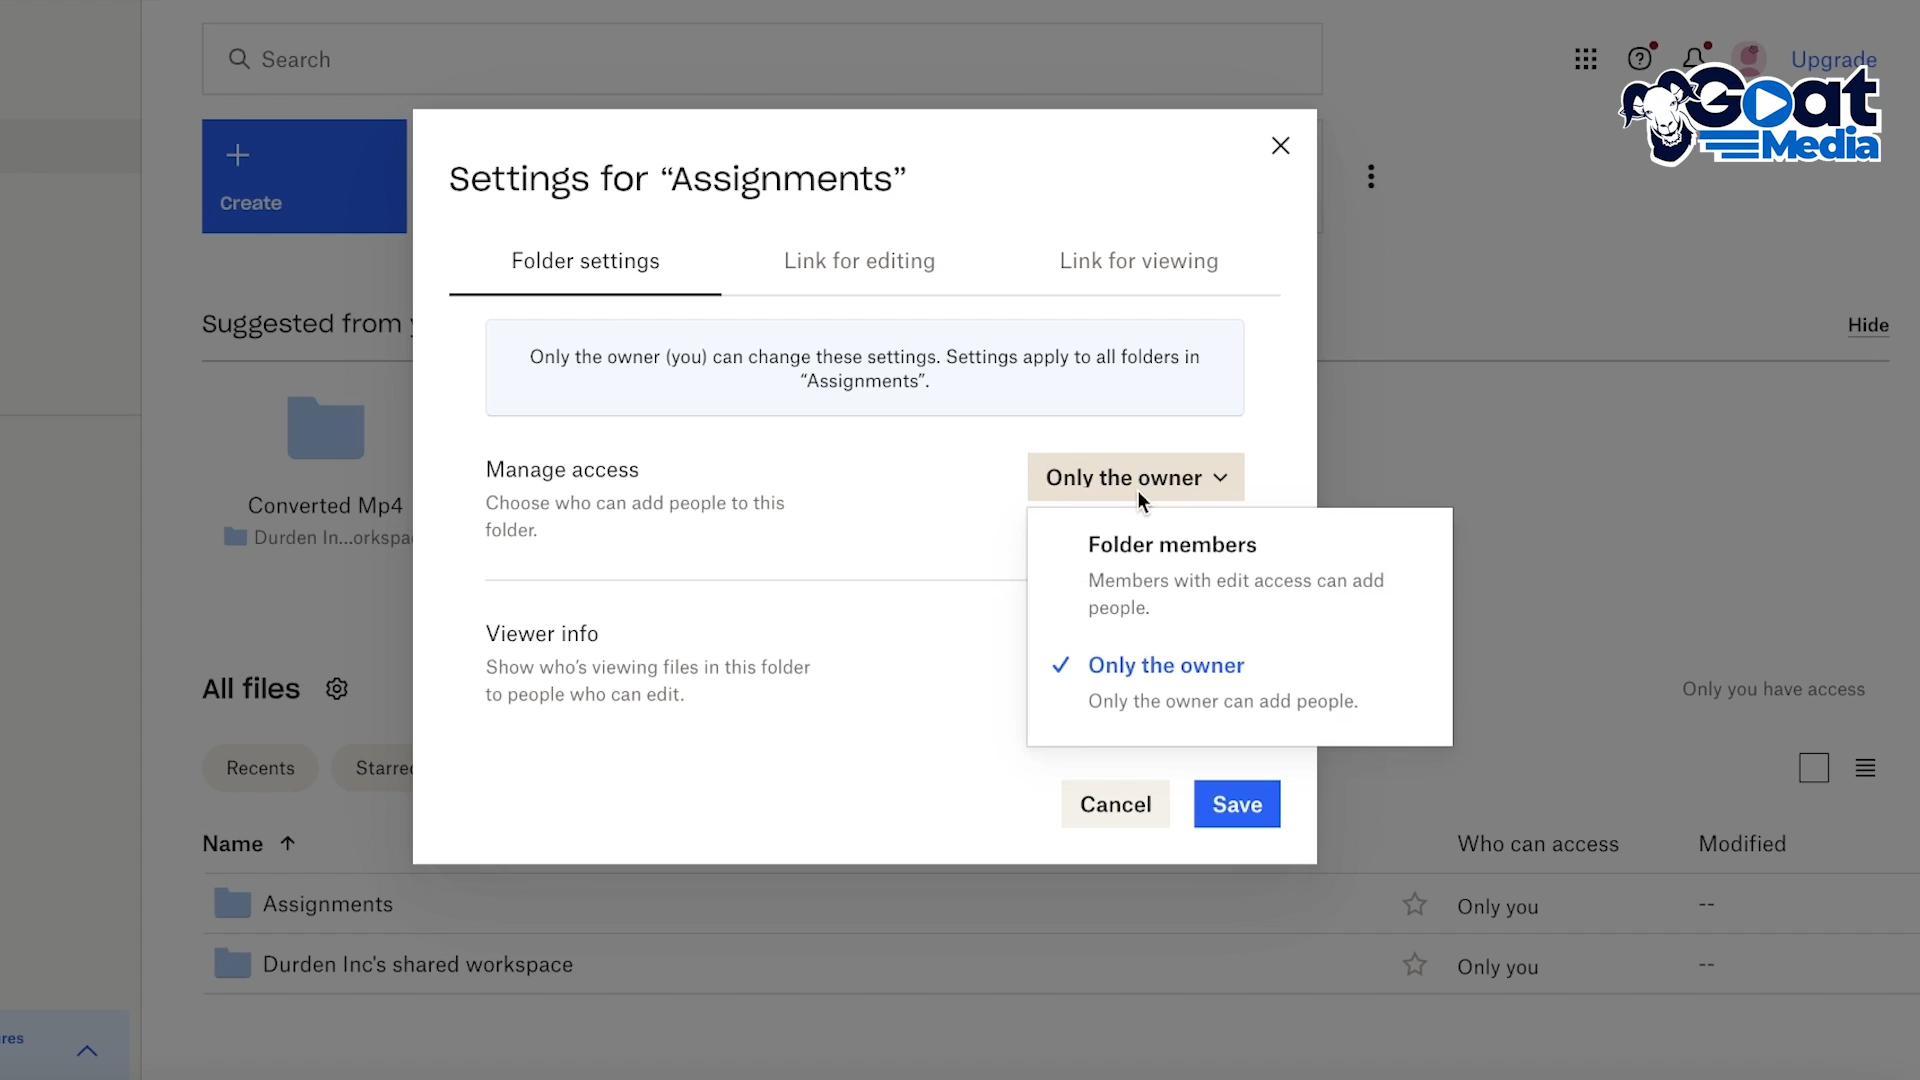 Search
Upgrade
Goat
Media
Create
Settings for “Assignments”
Folder settings
Link for editing
Link for viewing
Suggested from
Hide
Only the owner (you) can change these settings. Settings apply to all folders in
“Assignments”.
Manage access
Choose who can add people to this
folder.
Only the owner
Folder members
Members with edit access can add
people.
Only the owner
Only the owner can add people.
Converted Mp4
Durden In...orkspa
Viewer info
Show who’s viewing files in this folder
to people who can edit.
All files
Only you have access
Recents
Starred
Cancel
Save
Name
Who can access
Modified
Assignments
Only you
--
Durden Inc's shared workspace
Only you
--
res